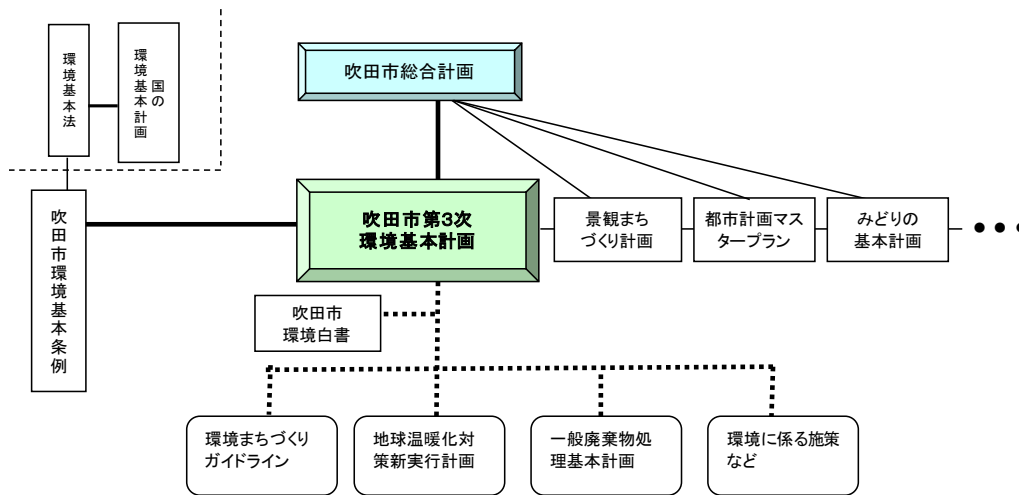 環境基本法
国の
環境基本計画
吹田市総合計画
吹田市環境基本条例
吹田市第3次
環境基本計画
景観まち
づくり計画
都市計画マス
タープラン
みどりの
基本計画
•••
吹田市
環境白書
環境まちづくり
ガイドライン
地球温暖化対
策新実行計画
一般廃棄物処
理基本計画
環境に係る施策
など